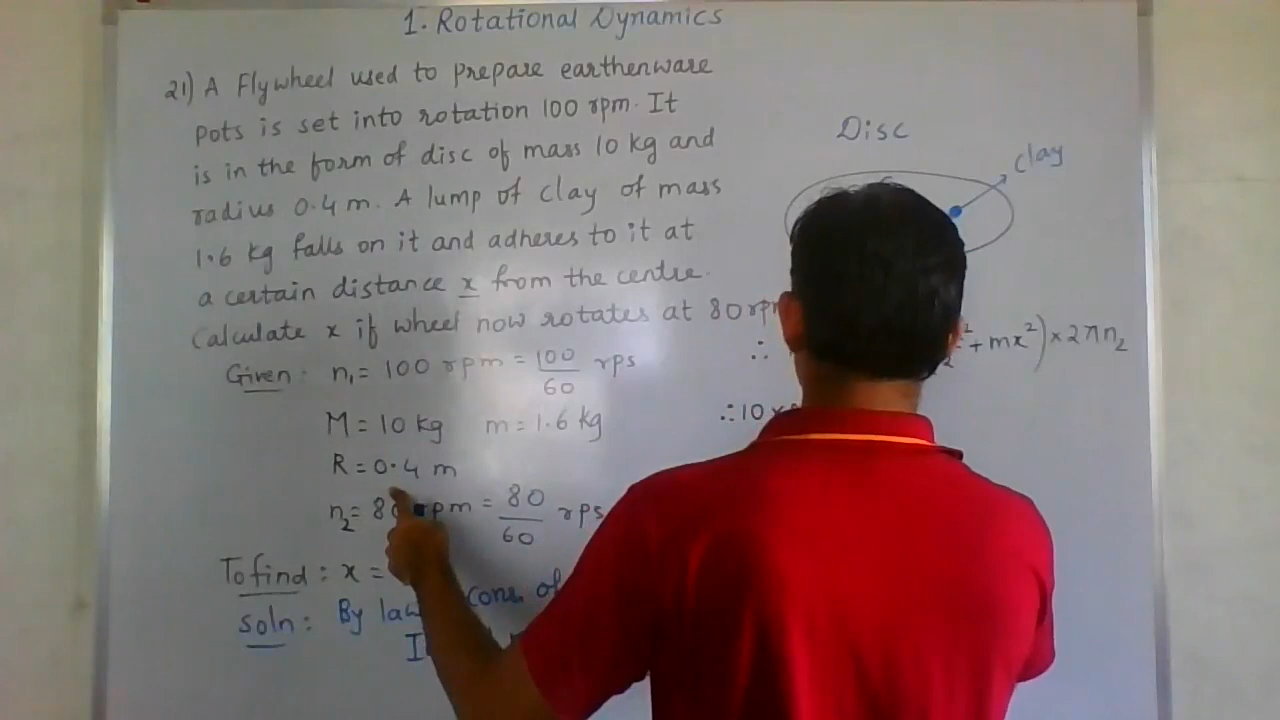 1. Rotational Dynamics
21) A Flywheel used to prepare earthenware
pots is set into rotation 100 rpm. It
is in the form of disc of mass 10 kg and
radius 0.4 m. A lump of clay of mass
1.6 kg falls on it and adheres to it at
a certain distance x from the centre.
Calculate x if wheel now rotates at 80 rpm
Given: n₁ = 100 rpm = 100/60 rps
M = 10 kg m = 1.6 kg
R = 0.4 m
n₂ = 80 rpm = 80/60 rps
To find : x =
soln : By law cons. of
I
Disc
clay
∴ + mx²) × 2πn₂
∴ 10 ×